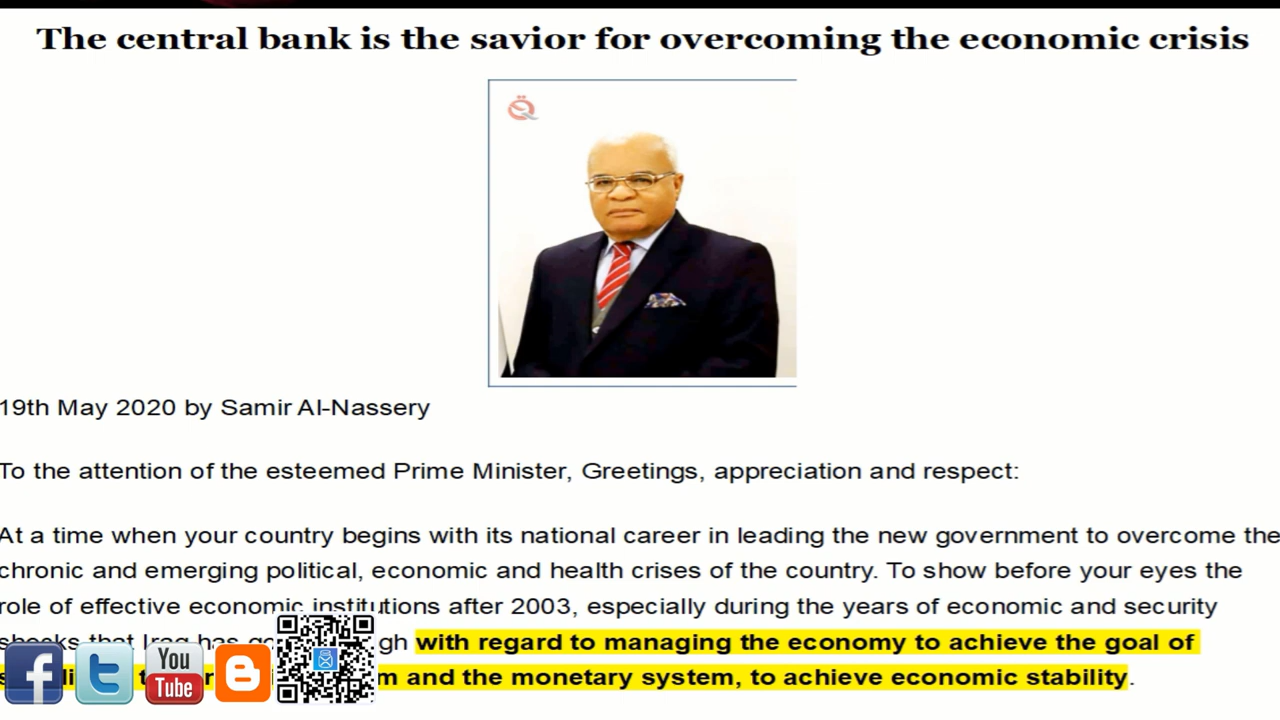 The central bank is the savior for overcoming the economic crisis
19th May 2020 by Samir Al-Nassery
To the attention of the esteemed Prime Minister, Greetings, appreciation and respect:
At a time when your country begins with its national career in leading the new government to overcome the
chronic and emerging political, economic and health crises of the country. To show before your eyes the
role of effective economic institutions after 2003, especially during the years of economic and security
shocks that Iraq has with regard to managing the economy to achieve the goal of
and the monetary system, to achieve economic stability.
f t You Tube B